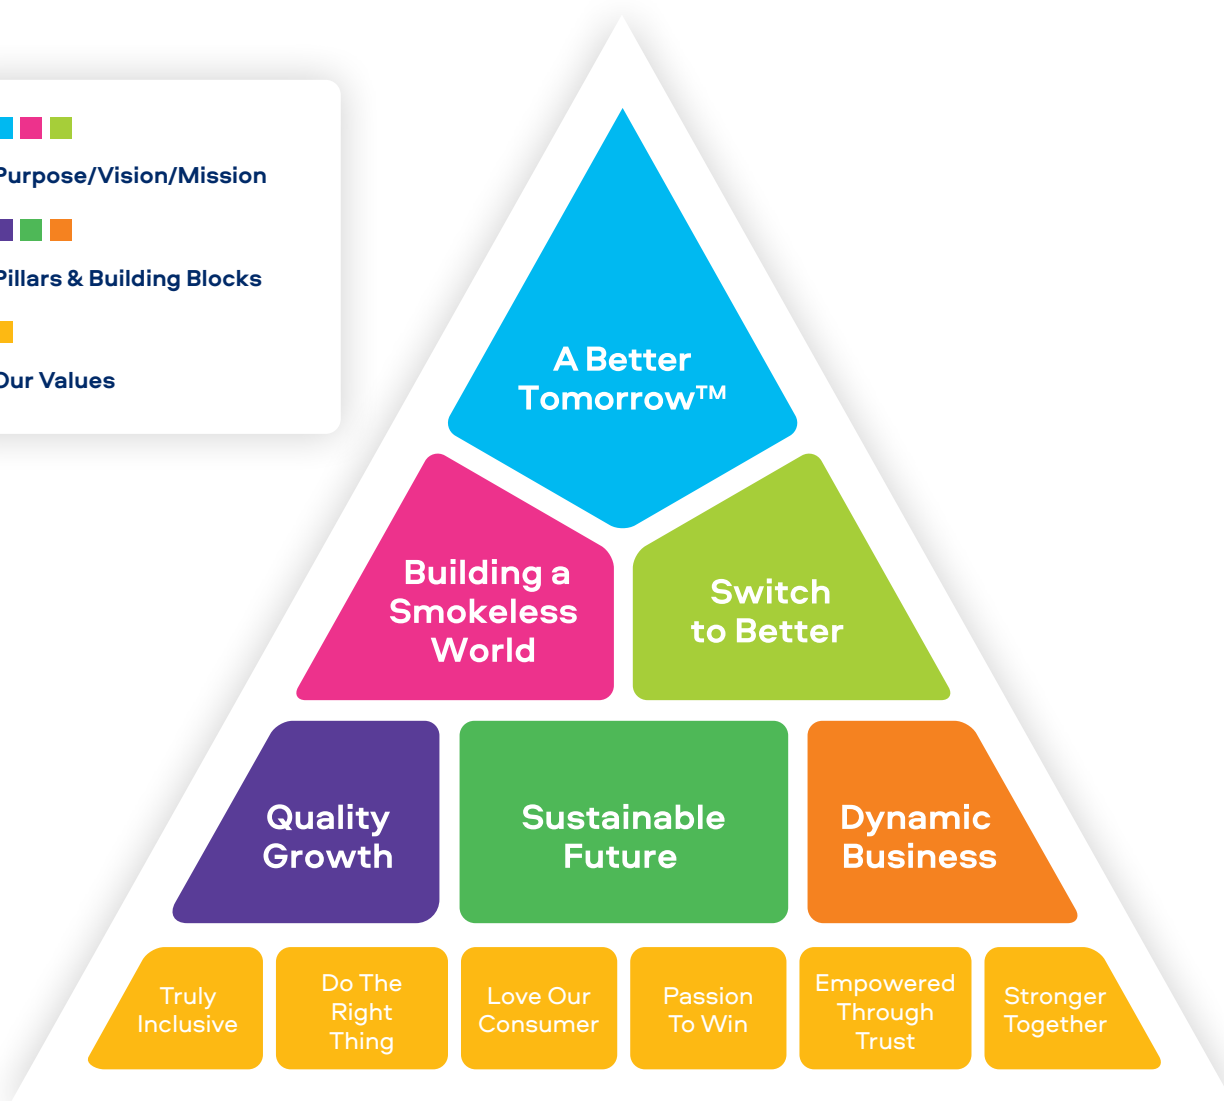 Purpose/Vision/Mission
Pillars & Building Blocks
Our Values
A Better
Tomorrow™
Building a
Smokeless
World
Switch
to Better
Quality
Growth
Sustainable
Future
Dynamic
Business
Truly
Inclusive
Do The
Right
Thing
Love Our
Consumer
Passion
To Win
Empowered
Through
Trust
Stronger
Together